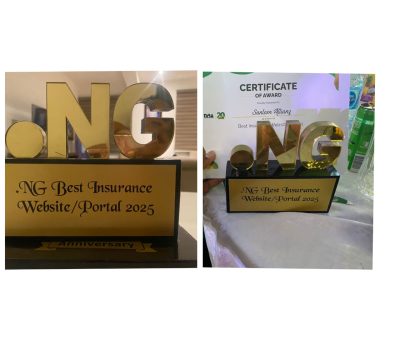 .NG
.NG Best Insurance
Website/Portal 2025
Anniversary
CERTIFICATE
OF AWARD
Sanlam Allianz
20
.NG
.NG Best Insurance
Website/Portal 2025